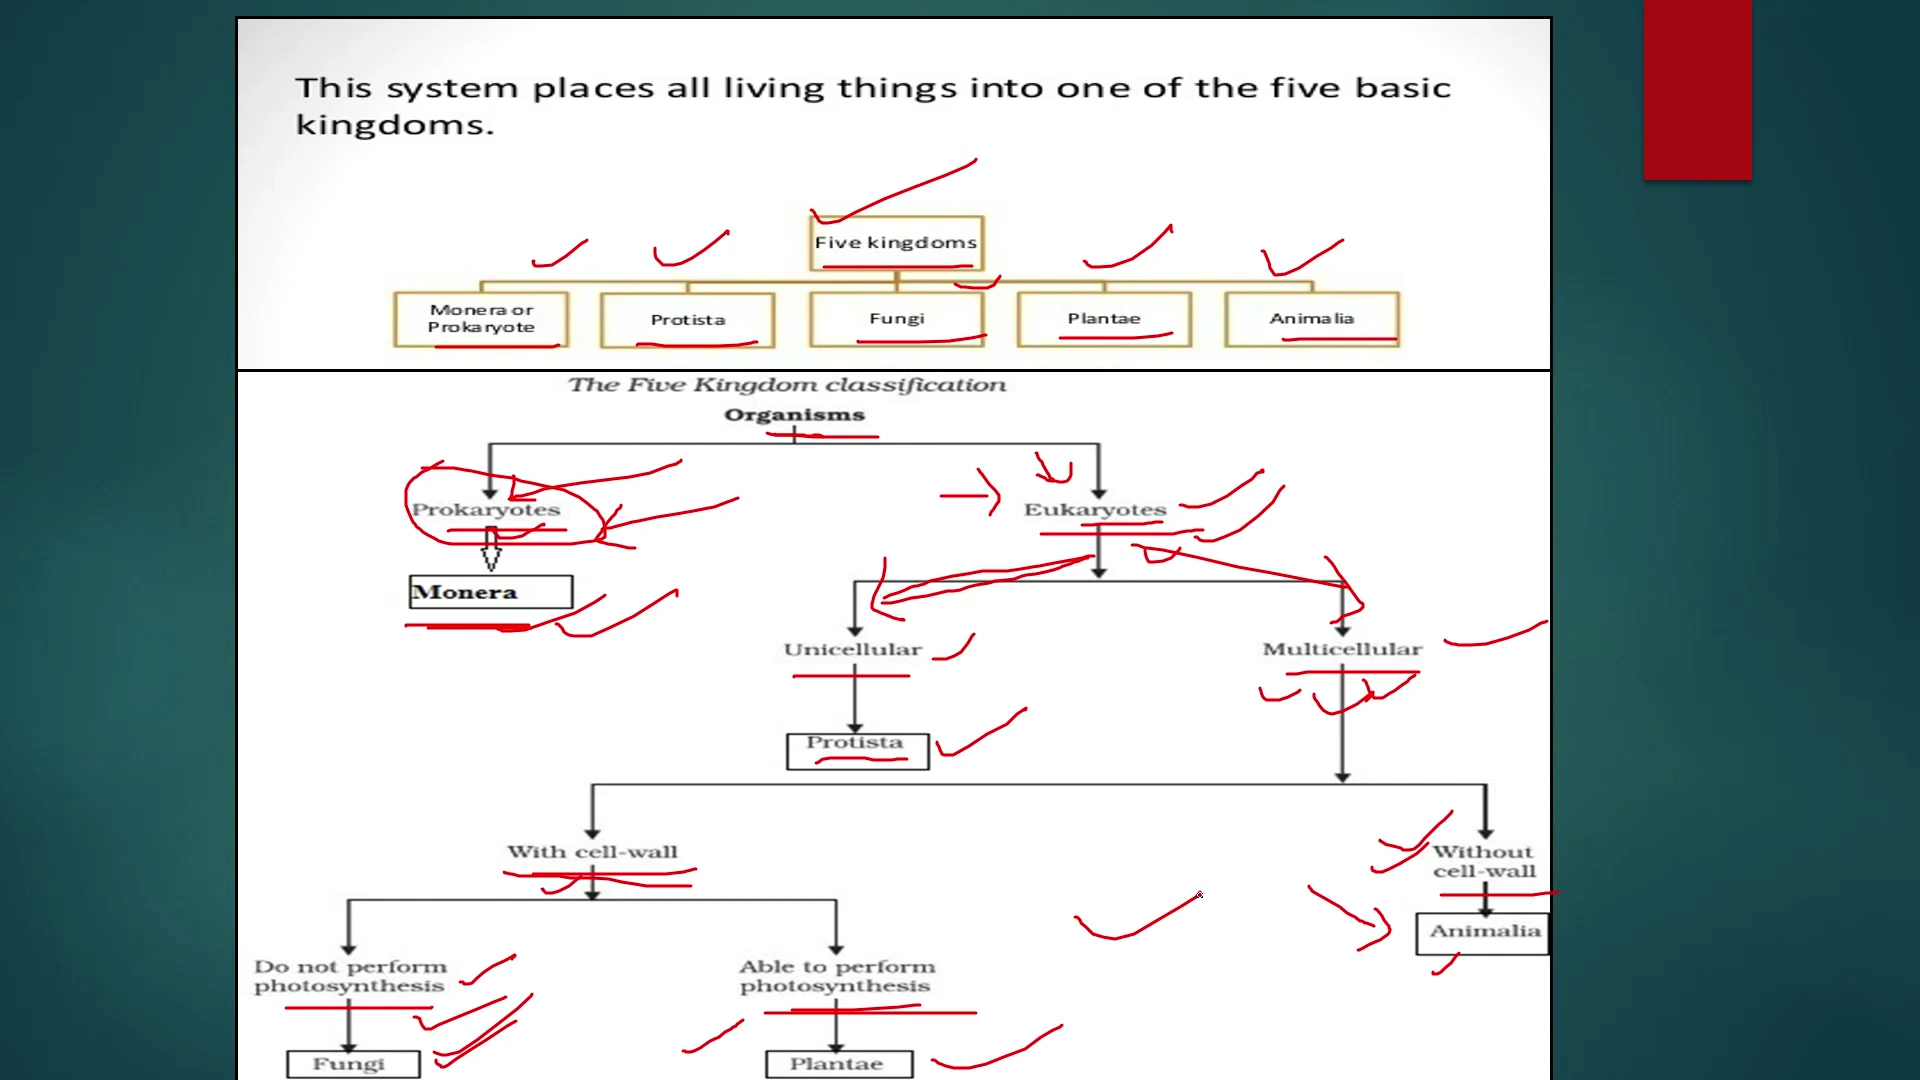 This system places all living things into one of the five basic
kingdoms.
Five kingdoms
Monera or
Prokaryote
Protista
Fungi
Plantae
Animalia
The Five Kingdom classification
Organisms
Prokaryotes
Eukaryotes
Monera
Unicellular
Multicellular
Protista
With cell-wall
Without
cell-wall
Animalia
Do not perform
photosynthesis
Able to perform
photosynthesis
Fungi
Plantae